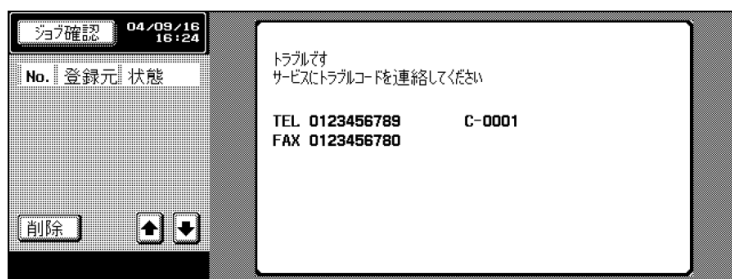 ジョブ確認
04/09/16
16:24
No. 登録元 状態
削除
トラブルです
サービスにトラブルコードを連絡してください
TEL 0123456789 C-0001
FAX 0123456780